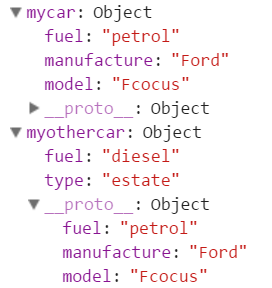 ▼mycar: Object
fuel: "petrol"
manufacture: "Ford"
model: "Fcocus"
▶__proto__: Object
▼myothercar: Object
fuel: "diesel"
type: "estate"
▼__proto__: Object
fuel: "petrol"
manufacture: "Ford"
model: "Fcocus"